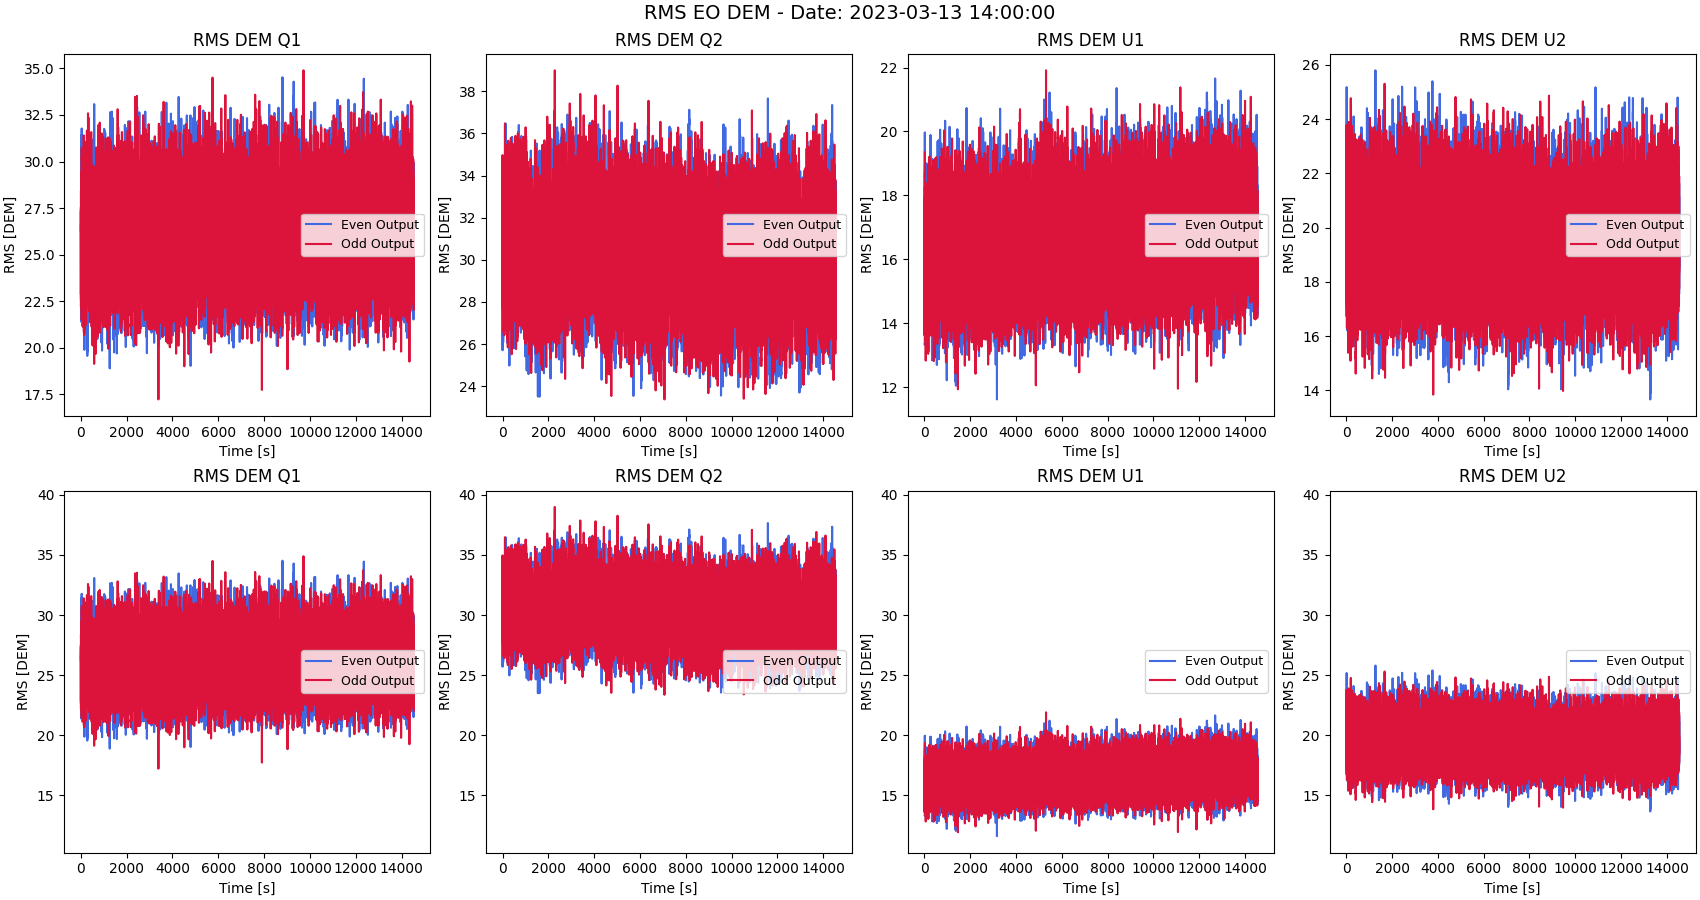 RMS EO DEM - Date: 2023-03-13 14:00:00
RMS DEM Q1
RMS [DEM]
35.0
32.5
30.0
27.5
25.0
22.5
20.0
17.5
Even Output
Odd Output
0 2000 4000 6000 8000 10000 12000 14000
Time [s]
RMS DEM Q2
RMS [DEM]
38
36
34
32
30
28
26
24
Even Output
Odd Output
0 2000 4000 6000 8000 10000 12000 14000
Time [s]
RMS DEM U1
RMS [DEM]
22
20
18
16
14
12
Even Output
Odd Output
0 2000 4000 6000 8000 10000 12000 14000
Time [s]
RMS DEM U2
RMS [DEM]
26
24
22
20
18
16
14
Even Output
Odd Output
0 2000 4000 6000 8000 10000 12000 14000
Time [s]
RMS DEM Q1
RMS [DEM]
40
35
30
25
20
15
Even Output
Odd Output
0 2000 4000 6000 8000 10000 12000 14000
Time [s]
RMS DEM Q2
RMS [DEM]
40
35
30
25
20
15
Even Output
Odd Output
0 2000 4000 6000 8000 10000 12000 14000
Time [s]
RMS DEM U1
RMS [DEM]
40
35
30
25
20
15
Even Output
Odd Output
0 2000 4000 6000 8000 10000 12000 14000
Time [s]
RMS DEM U2
RMS [DEM]
40
35
30
25
20
15
Even Output
Odd Output
0 2000 4000 6000 8000 10000 12000 14000
Time [s]